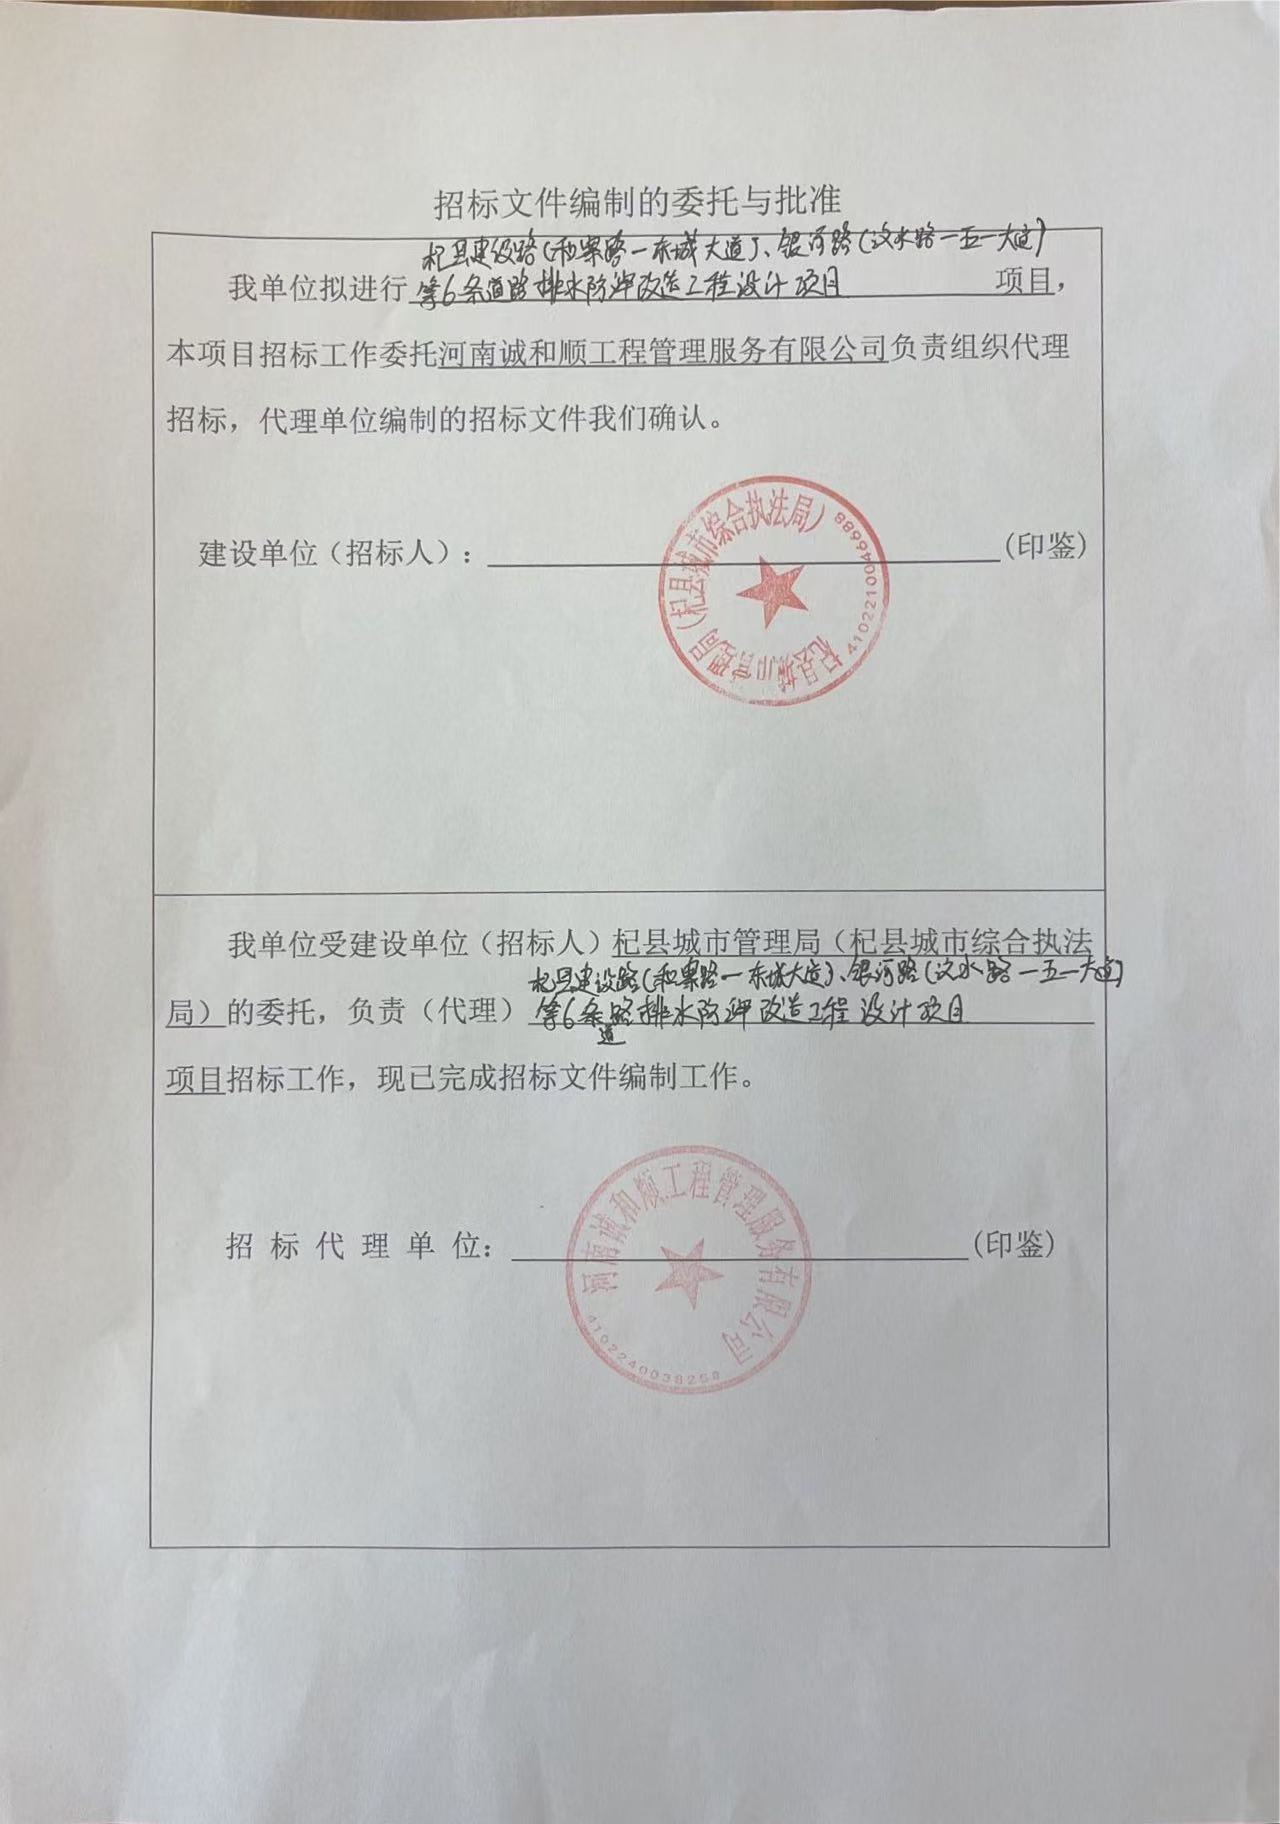 招标文件编制的委托与批准
杞县建设路(和寨路一东城大道)、银河路(汶水路一五一大道)
我单位拟进行等6条道路排水防涝改造工程设计项目 项目，
本项目招标工作委托河南诚和顺工程管理服务有限公司负责组织代理
招标，代理单位编制的招标文件我们确认。
建设单位（招标人）：(印鉴)
杞县城市管理局（杞县城市综合执法局）
4102210046688
我单位受建设单位（招标人）杞县城市管理局（杞县城市综合执法
杞县建设路(和寨路一东城大道)、银河路(汶水路一五一大道)
局）的委托，负责（代理）等6条道路排水防涝改造工程设计项目
项目招标工作，现已完成招标文件编制工作。
招标代理单位：(印鉴)
河南诚和顺工程管理服务有限公司
4102240038258